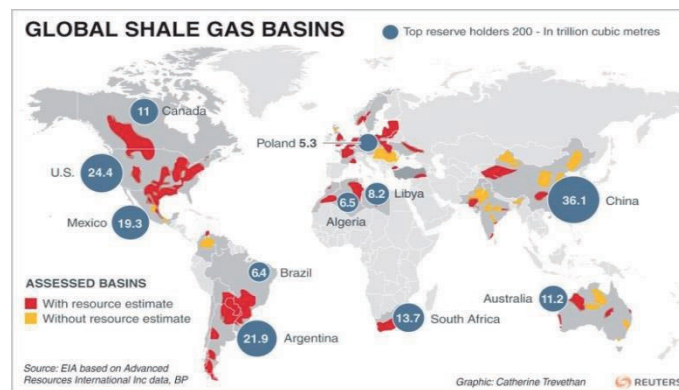 GLOBAL SHALE GAS BASINS
Top reserve holders 200 - In trillion cubic metres
11 Canada
Poland 5.3
U.S. 24.4
8.2 Libya
6.5
Algeria
36.1 China
Mexico 19.3
6.4 Brazil
ASSESSED BASINS
With resource estimate
Without resource estimate
Australia 11.2
13.7 South Africa
21.9 Argentina
Source: EIA based on Advanced
Resources International Inc data, BP
Graphic: Catherine Trevethan
REUTERS